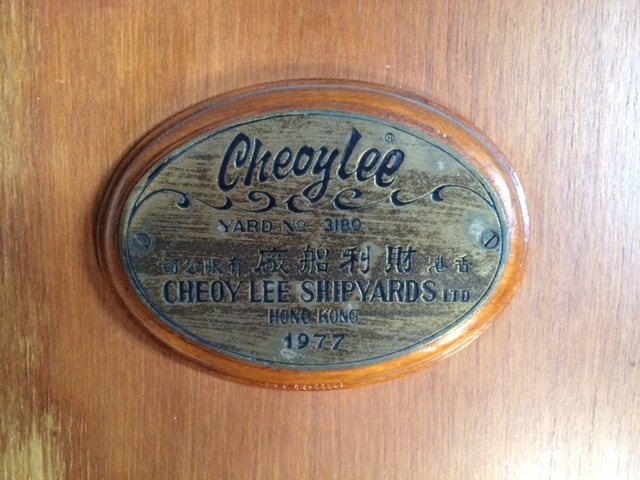 Cheoylee®
YARD No 3180
香港 財利船廠 有限公司
CHEOY LEE SHIPYARDS LTD
HONG KONG
1977